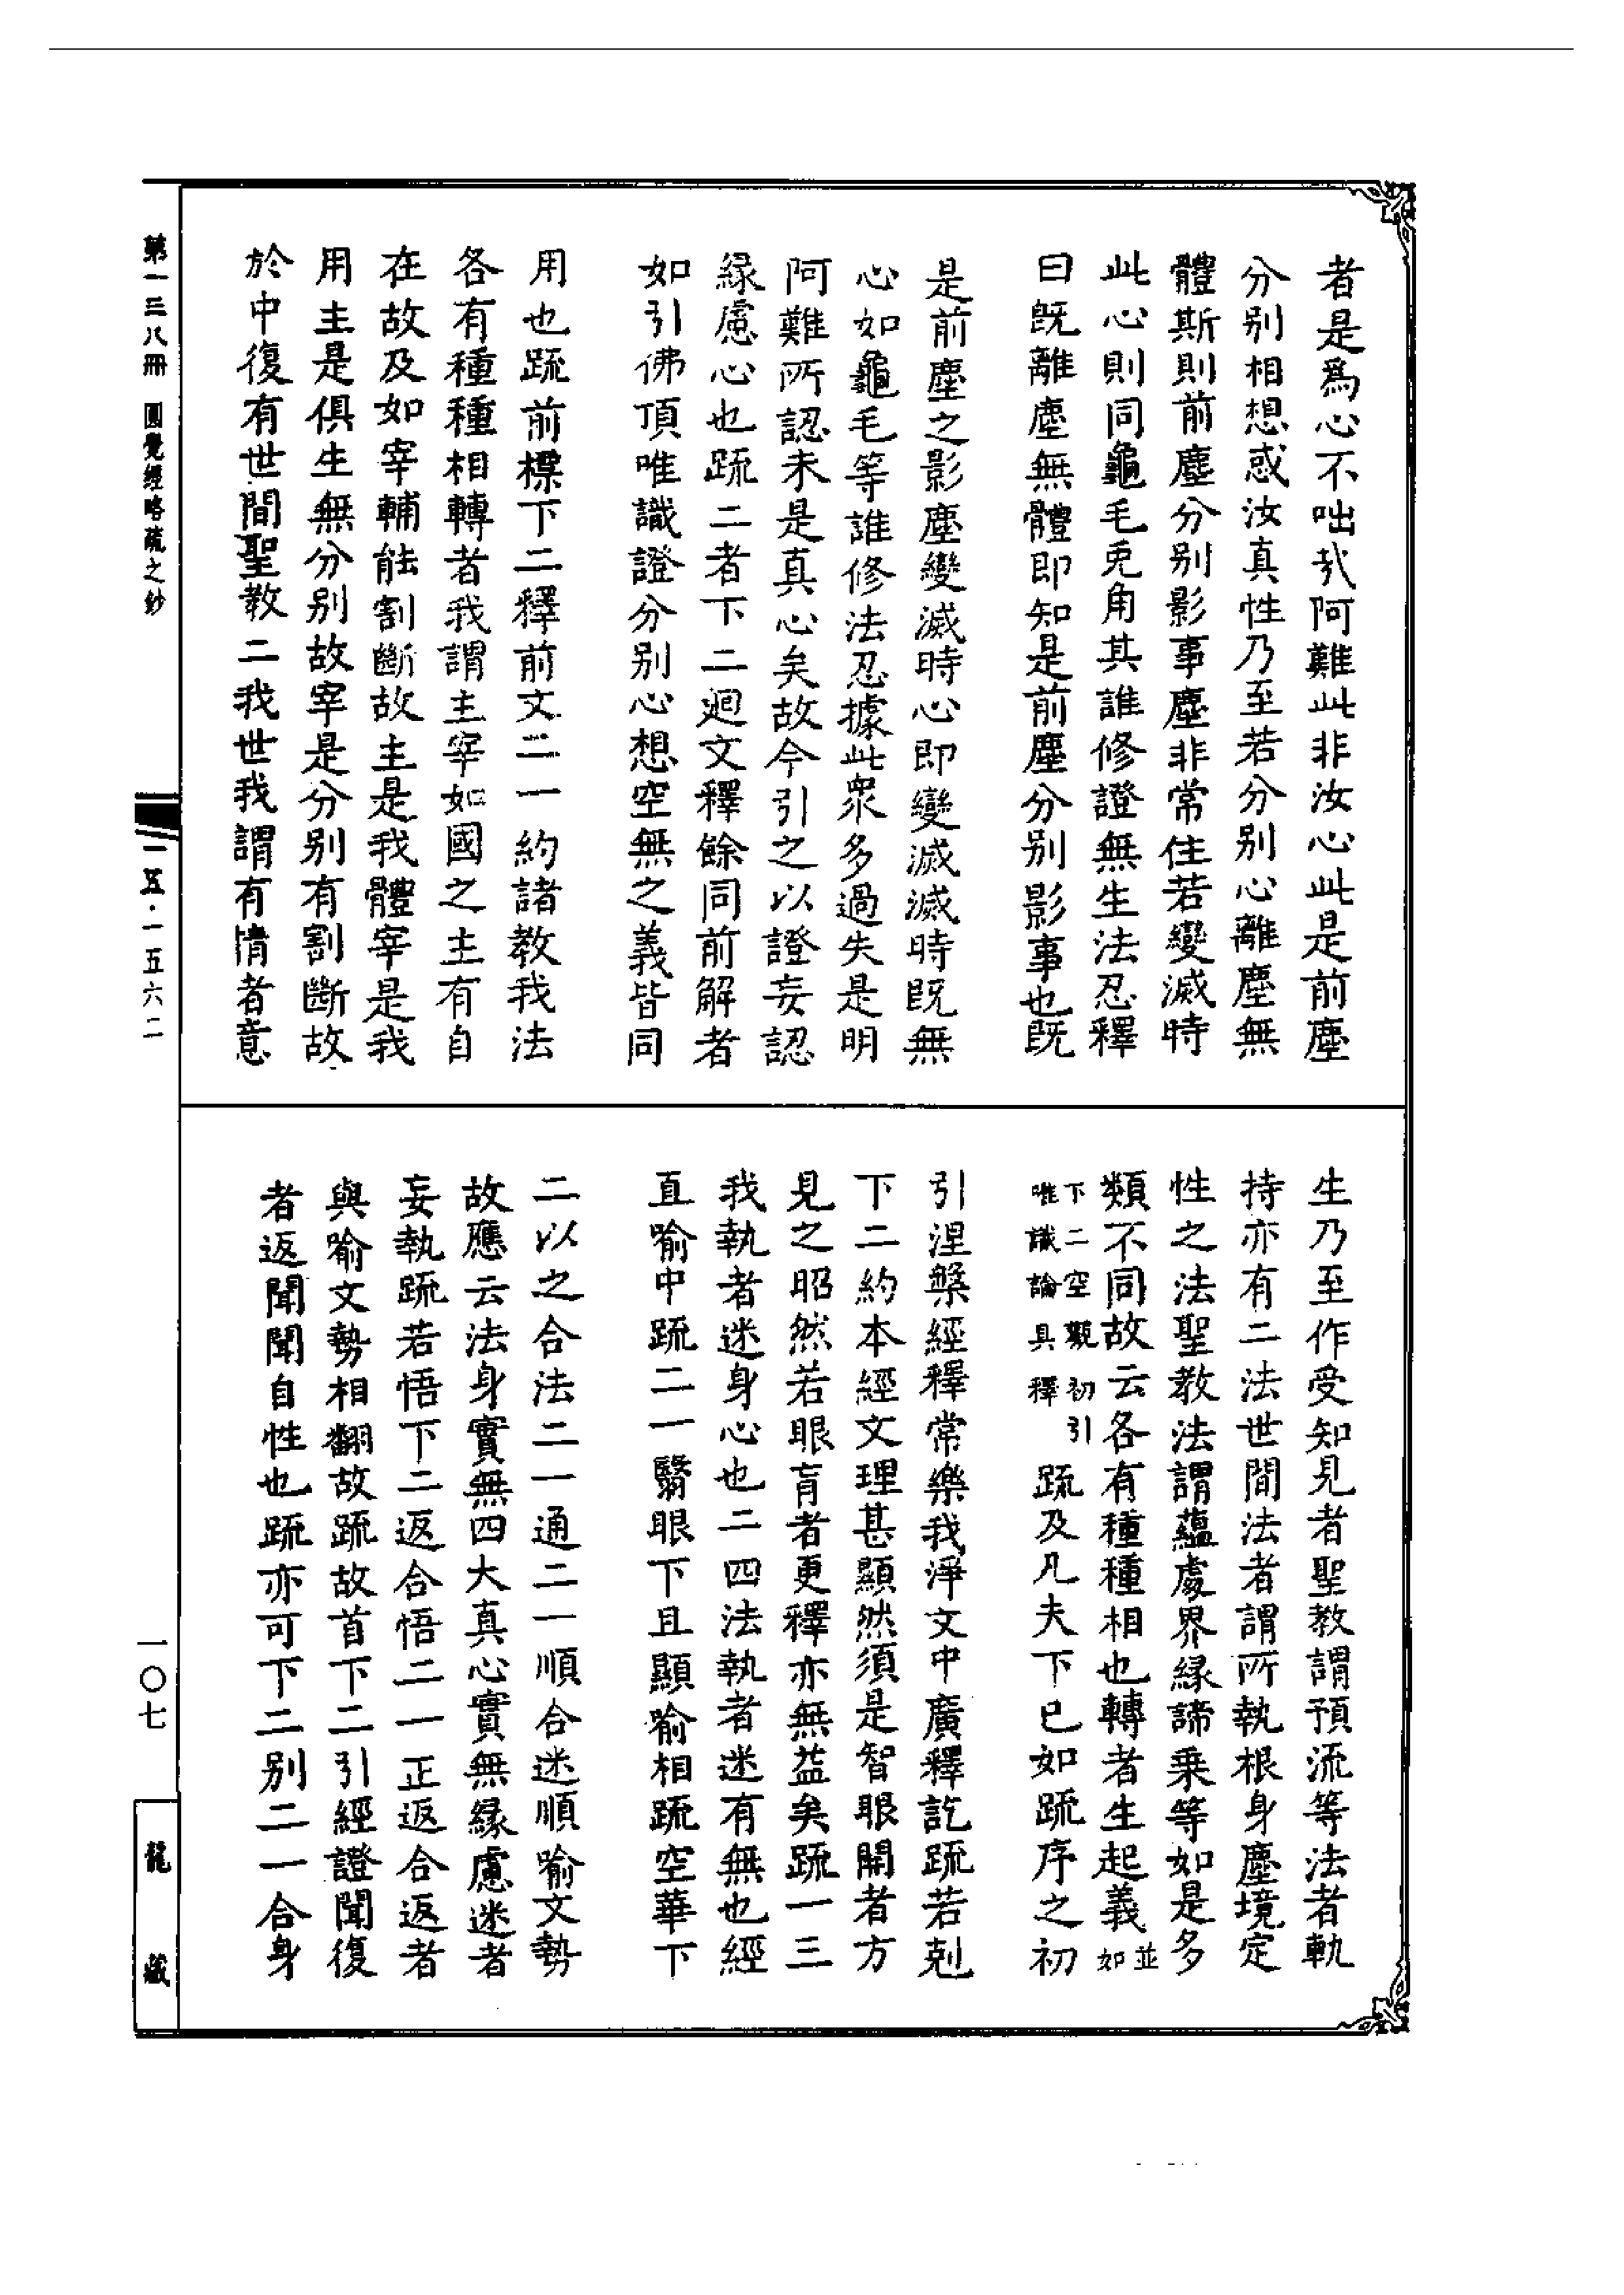 者是為心不咄哉阿難此非汝心此是前塵
分别相想惑汝真性乃至若分别心離塵無
體斯則前塵分别影事塵非常住若變滅時
此心則同龜毛兎角其誰修證無生法忍釋
曰既離塵無體即知是前塵分别影事也既
是前塵之影塵變滅時心即變滅滅時既無
心如龜毛等誰修法忍據此衆多過失是明
阿難所認未是真心矣故今引之以證妄認
緣慮心也䟽二者下二迴文釋餘同前解者
如引佛頂唯識證分别心想空無之義皆同
用也䟽前標下二釋前文二一約諸教我法
各有種種相轉者我謂主宰如國之主有自
在故及如宰輔能割斷故主是我體宰是我
用主是俱生無分别故宰是分别有割斷故
於中復有世間聖教二我世我謂有情者意
生乃至作受知見者聖教謂預流等法者軌
持亦有二法世間法者謂所執根身塵境定
性之法聖教法謂蘊處界緣諦乗等如是多
類不同故云各有種種相也轉者生起義並如
下二空觀初引唯識論具釋䟽及凡夫下已如䟽序之初
引涅槃經釋常樂我淨文中廣釋訖䟽若剋
下二約本經文理甚顯然須是智眼開者方
見之昭然若眼肓者更釋亦無益矣䟽一三
我執者迷身心也二四法執者迷有無也經
直喻中䟽二一翳眼下且顯喻相䟽空華下
二以之合法二一通二一順合迷順喻文勢
故應云法身實無四大真心實無緣慮迷者
妄執䟽若悟下二返合悟二一正返合返者
與喻文勢相翻故䟽故首下二引經證聞復
者返聞聞自性也䟽亦可下二别二一合身
第一三八冊　圓覺經略疏之鈔
一五·一五六二
一〇七
龍藏